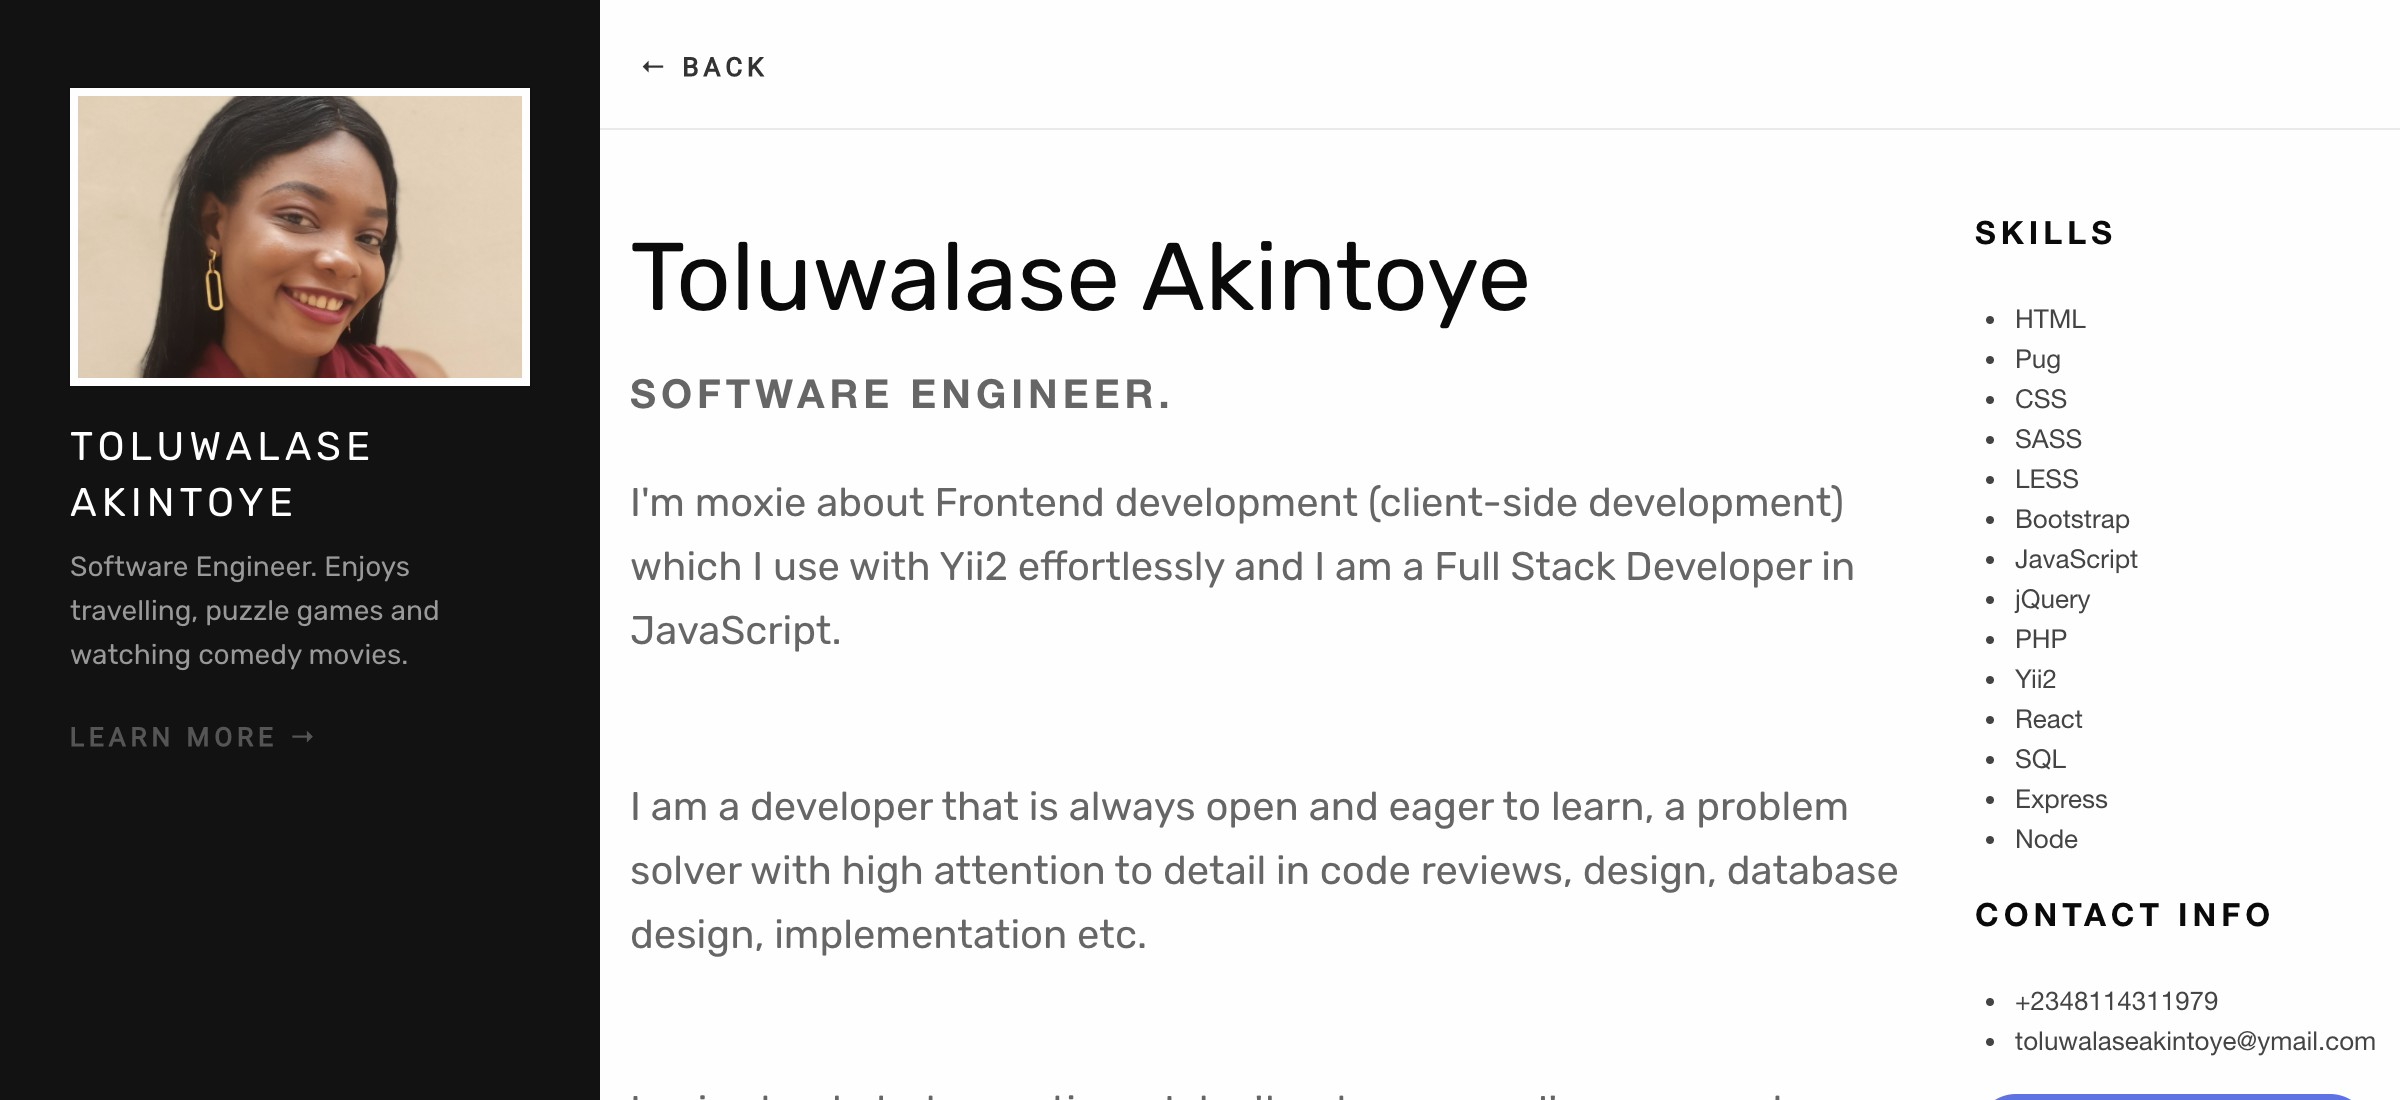 TOLUWALASE
AKINTOYE
Software Engineer. Enjoys
travelling, puzzle games and
watching comedy movies.
LEARN MORE →
← BACK
Toluwalase Akintoye
SOFTWARE ENGINEER.
I'm moxie about Frontend development (client-side development)
which I use with Yii2 effortlessly and I am a Full Stack Developer in
JavaScript.
I am a developer that is always open and eager to learn, a problem
solver with high attention to detail in code reviews, design, database
design, implementation etc.
SKILLS
• HTML
• Pug
• CSS
• SASS
• LESS
• Bootstrap
• JavaScript
• jQuery
• PHP
• Yii2
• React
• SQL
• Express
• Node
CONTACT INFO
• +2348114311979
• toluwalaseakintoye@ymail.com